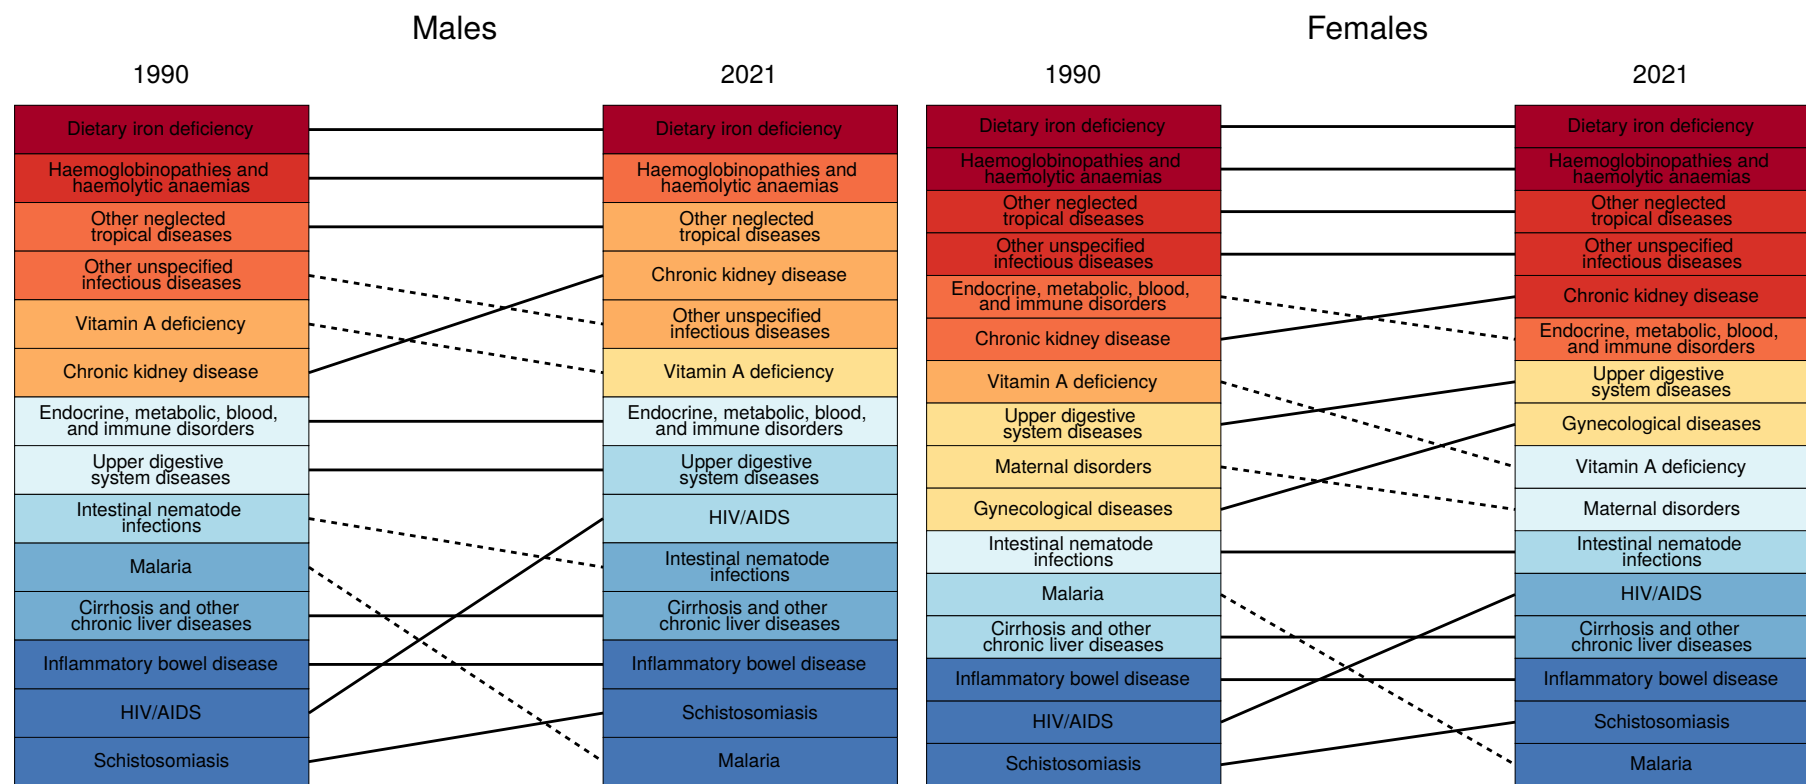 Males
1990
2021
Dietary iron deficiency
Haemoglobinopathies and
haemolytic anaemias
Other neglected
tropical diseases
Other unspecified
infectious diseases
Vitamin A deficiency
Chronic kidney disease
Endocrine, metabolic, blood,
and immune disorders
Upper digestive
system diseases
Intestinal nematode
infections
Malaria
Cirrhosis and other
chronic liver diseases
Inflammatory bowel disease
HIV/AIDS
Schistosomiasis
Dietary iron deficiency
Haemoglobinopathies and
haemolytic anaemias
Other neglected
tropical diseases
Chronic kidney disease
Other unspecified
infectious diseases
Vitamin A deficiency
Endocrine, metabolic, blood,
and immune disorders
Upper digestive
system diseases
HIV/AIDS
Intestinal nematode
infections
Cirrhosis and other
chronic liver diseases
Inflammatory bowel disease
Schistosomiasis
Malaria
Females
1990
2021
Dietary iron deficiency
Haemoglobinopathies and
haemolytic anaemias
Other neglected
tropical diseases
Other unspecified
infectious diseases
Endocrine, metabolic, blood,
and immune disorders
Chronic kidney disease
Vitamin A deficiency
Upper digestive
system diseases
Maternal disorders
Gynecological diseases
Intestinal nematode
infections
Malaria
Cirrhosis and other
chronic liver diseases
Inflammatory bowel disease
HIV/AIDS
Schistosomiasis
Dietary iron deficiency
Haemoglobinopathies and
haemolytic anaemias
Other neglected
tropical diseases
Other unspecified
infectious diseases
Chronic kidney disease
Endocrine, metabolic, blood,
and immune disorders
Upper digestive
system diseases
Gynecological diseases
Vitamin A deficiency
Maternal disorders
Intestinal nematode
infections
HIV/AIDS
Cirrhosis and other
chronic liver diseases
Inflammatory bowel disease
Schistosomiasis
Malaria